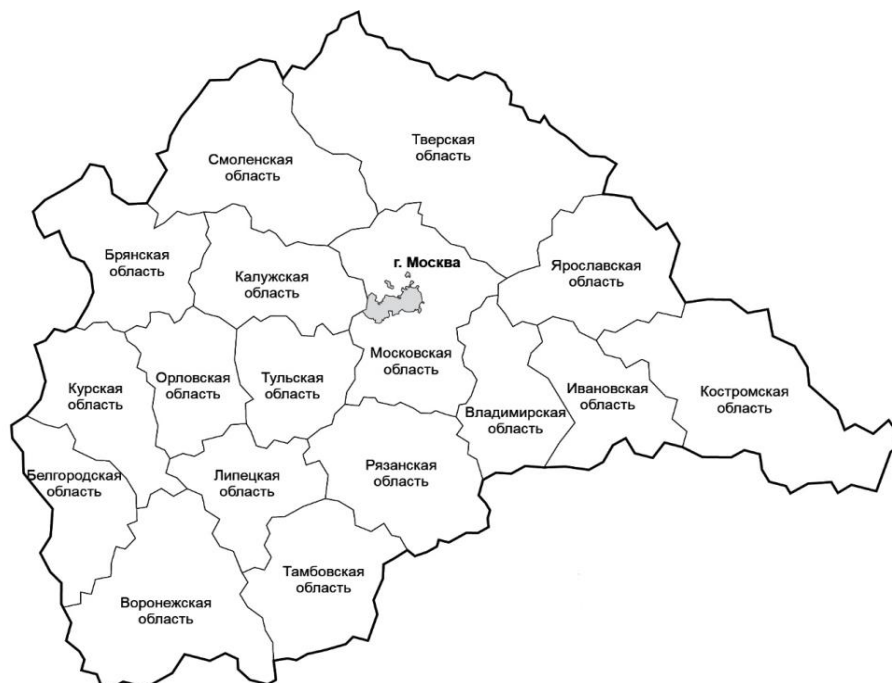 Тверская
область
Смоленская
область
Брянская
область
Калужская
область
г. Москва
Ярославская
область
Курская
область
Орловская
область
Тульская
область
Московская
область
Владимирская
область
Ивановская
область
Костромская
область
Белгородская
область
Липецкая
область
Рязанская
область
Воронежская
область
Тамбовская
область